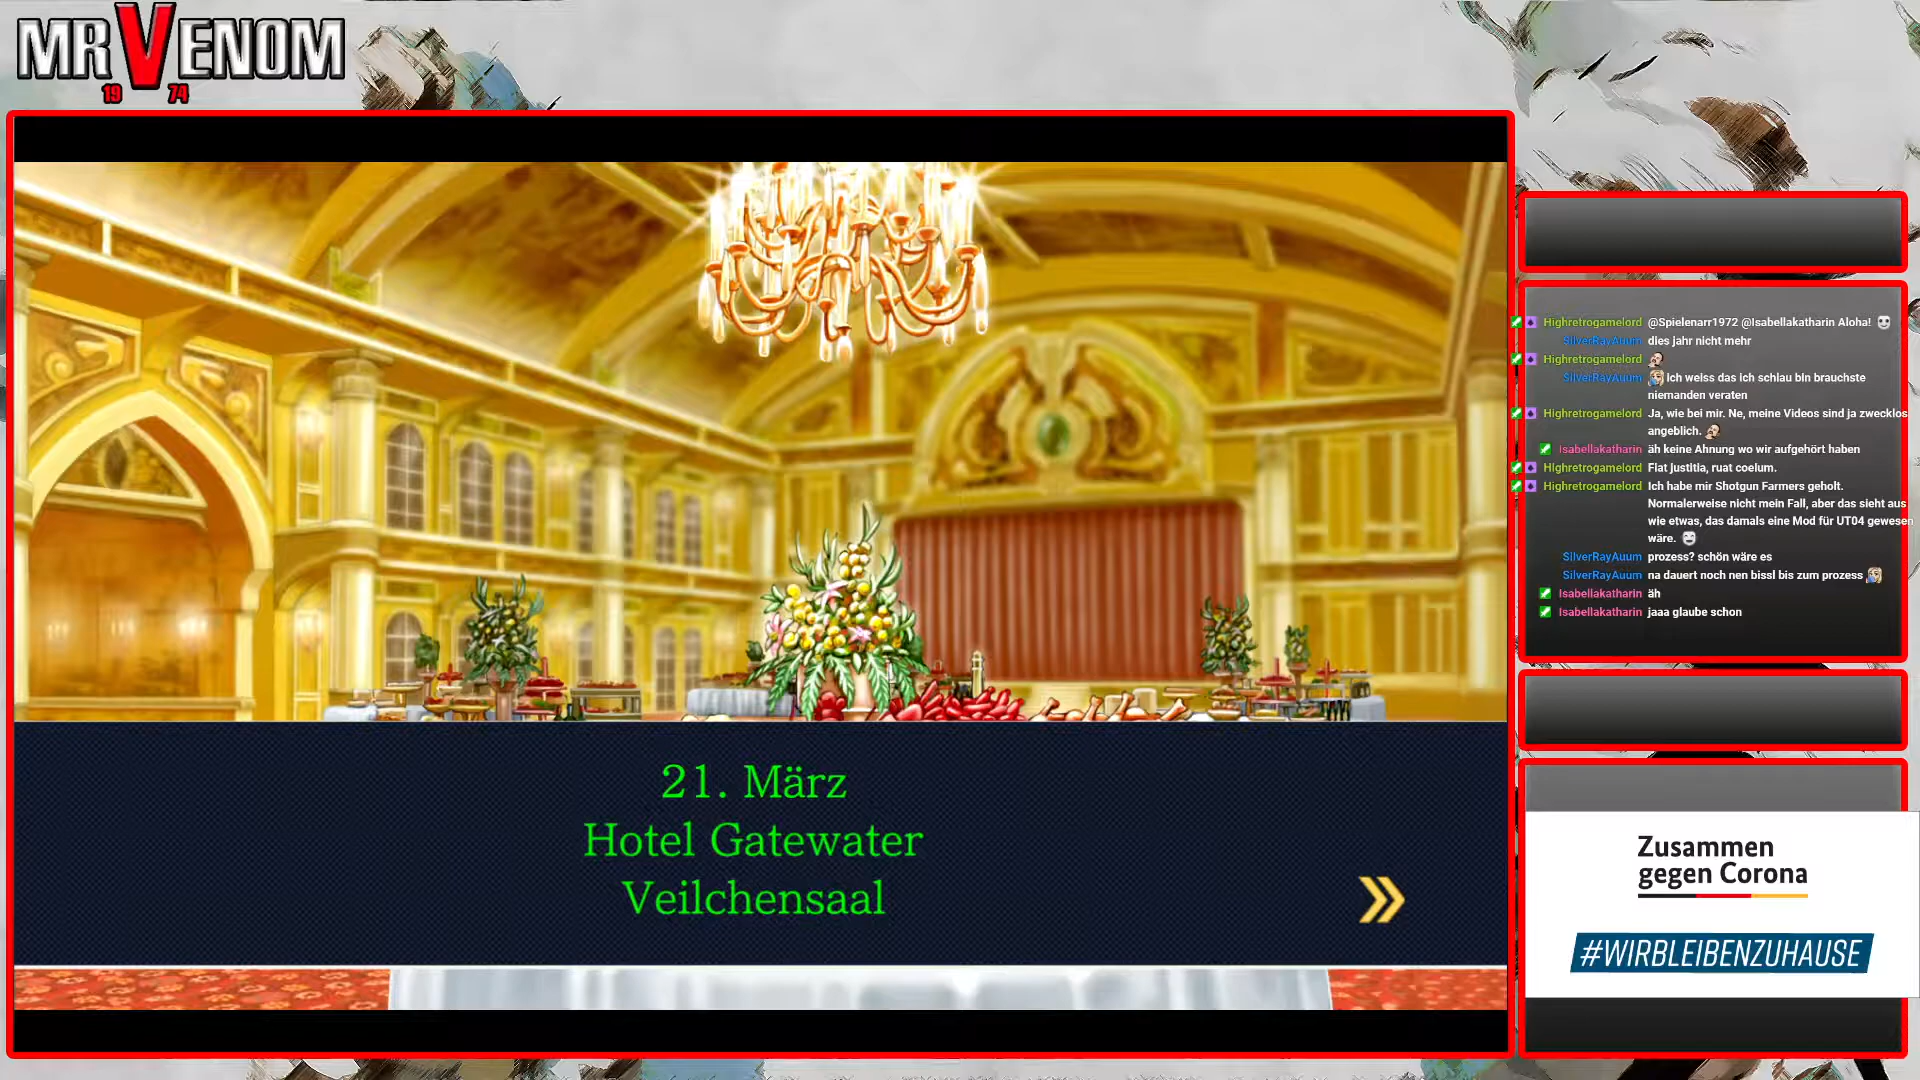 MRVENOM
19 74
21. März
Hotel Gatewater
Veilchensaal
Highretrogamelord @Spielenarr1972 @Isabellakatharin Aloha!
SilverRayAuum dies jahr nicht mehr
Highretrogamelord
SilverRayAuum Ich weiss das ich schlau bin brauchste
niemanden veraten
Highretrogamelord Ja, wie bei mir. Ne, meine Videos sind ja zwecklos
angeblich.
Isabellakatharin äh keine Ahnung wo wir aufgehört haben
Highretrogamelord Fiat justitia, ruat coelum.
Highretrogamelord Ich habe mir Shotgun Farmers geholt.
Normalerweise nicht mein Fall, aber das sieht aus
wie etwas, das damals eine Mod für UT04 gewesen
wäre.
SilverRayAuum prozess? schön wäre es
SilverRayAuum na dauert noch nen bissl bis zum prozess
Isabellakatharin äh
Isabellakatharin jaaa glaube schon
Zusammen
gegen Corona
#WIRBLEIBENZUHAUSE